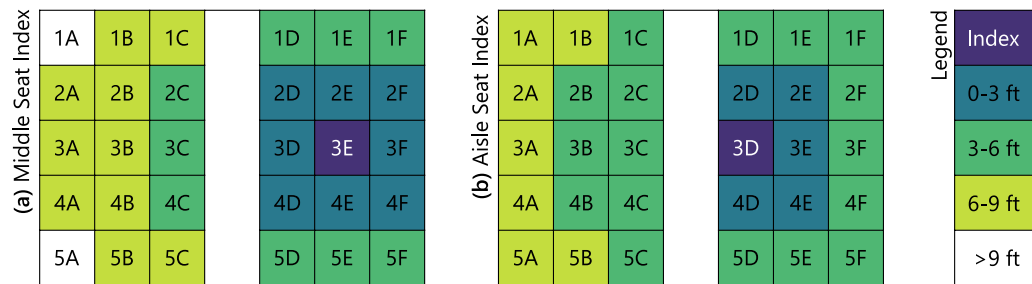 (a) Middle Seat Index
1A 1B 1C 1D 1E 1F
2A 2B 2C 2D 2E 2F
3A 3B 3C 3D 3E 3F
4A 4B 4C 4D 4E 4F
5A 5B 5C 5D 5E 5F
(b) Aisle Seat Index
1A 1B 1C 1D 1E 1F
2A 2B 2C 2D 2E 2F
3A 3B 3C 3D 3E 3F
4A 4B 4C 4D 4E 4F
5A 5B 5C 5D 5E 5F
Legend
Index
0-3 ft
3-6 ft
6-9 ft
>9 ft